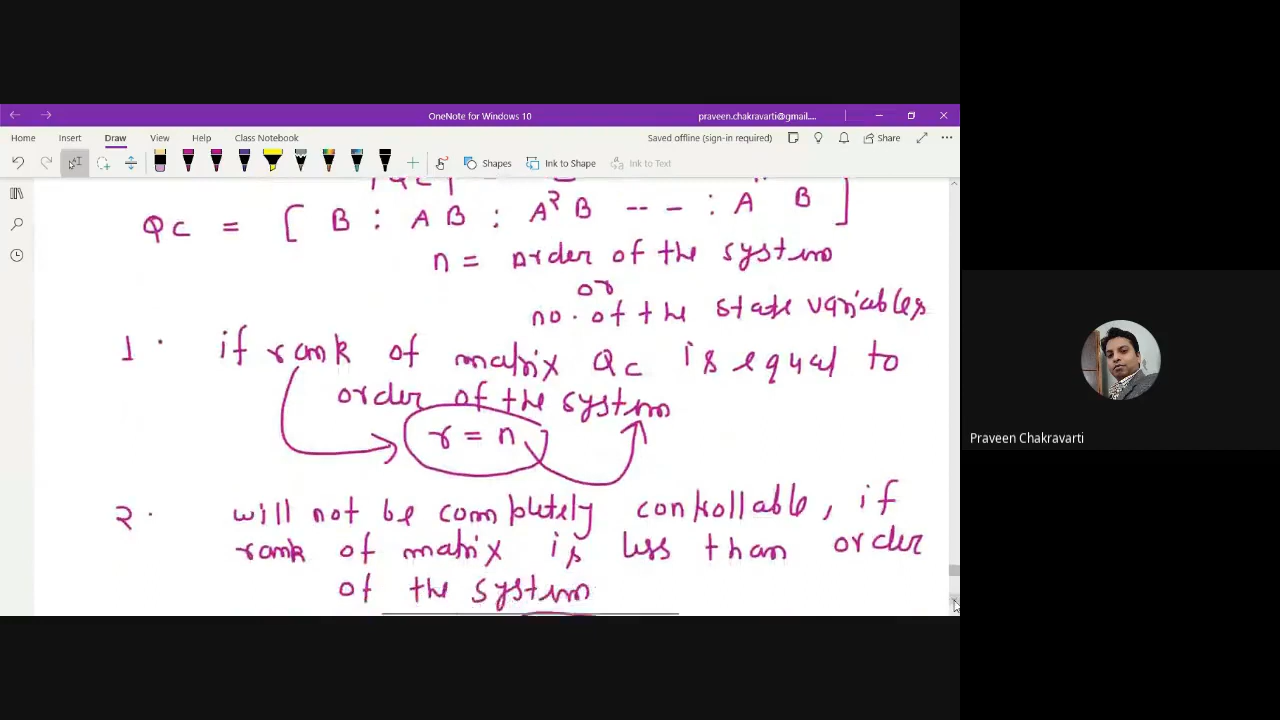 OneNote for Windows 10
praveen.chakravarti@gmail....
Home Insert Draw View Help Class Notebook
Saved offline (sign-in required)
Share
Shapes
Ink to Shape
Ink to Text
Qc = [ B : AB : A²B -- - : A B ]
n = order of the system
or
no. of the state variables
1. if rank of matrix Qc is equal to
order of the system
r = n
2. will not be completely controllable, if
rank of matrix is less than order
of the system
Praveen Chakravarti